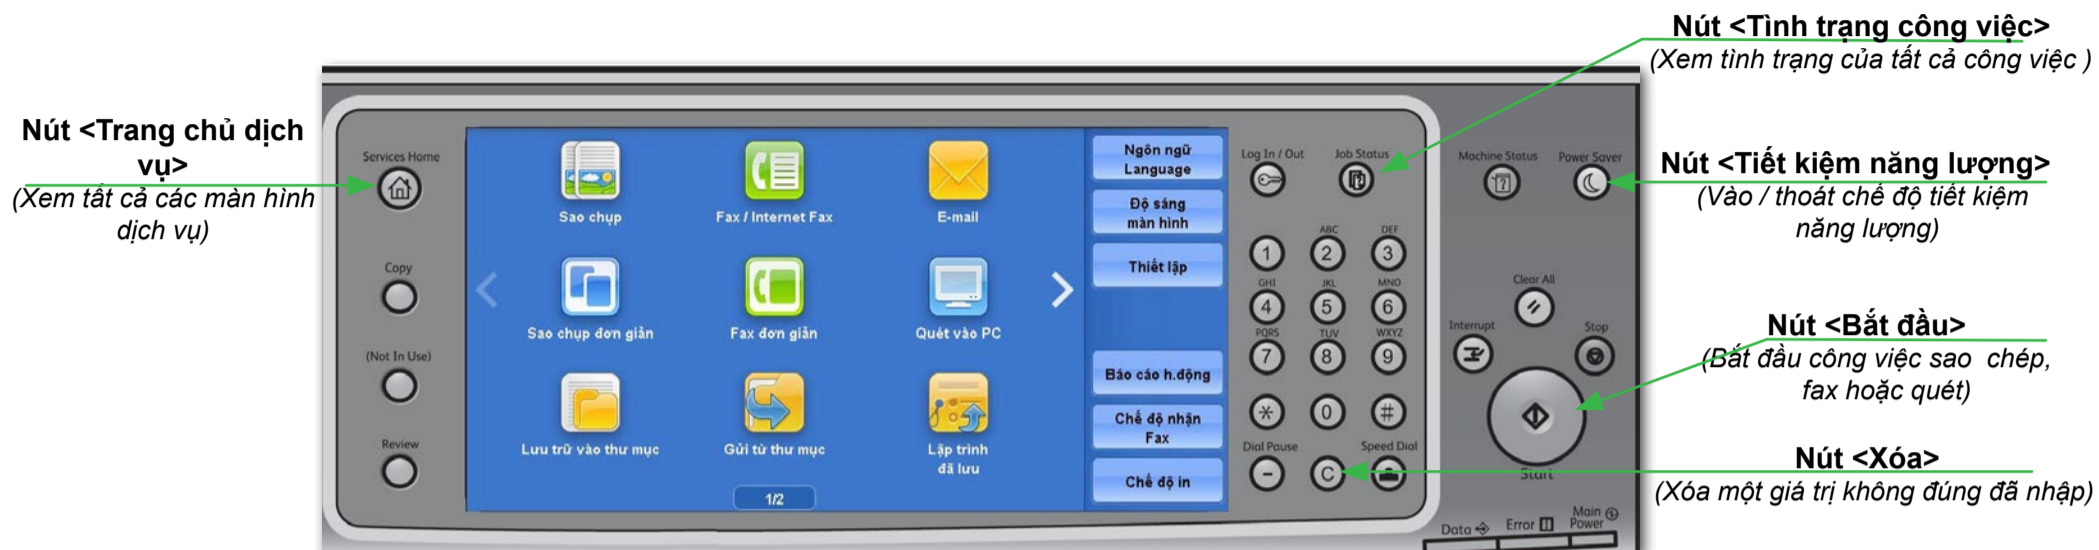 Nút <Trang chủ dịch
vụ>
(Xem tất cả các màn hình
dịch vụ)
Services Home
Copy
(Not In Use)
Review
Sao chụp
Fax / Internet Fax
E-mail
Sao chụp đơn giản
Fax đơn giản
Quét vào PC
Lưu trữ vào thư mục
Gửi từ thư mục
Lập trình
đã lưu
1/2
Ngôn ngữ
Language
Độ sáng
màn hình
Thiết lập
Báo cáo h.động
Chế độ nhận
Fax
Chế độ in
Log In / Out
Job Status
Machine Status
Power Saver
ABC
DEF
1
2
3
GHI
JKL
MNO
4
5
6
PQRS
TUV
WXYZ
7
8
9
*
0
#
Dial Pause
Speed Dial
-
C
Clear All
Interrupt
Stop
Start
Data
Error
Main
Power
Nút <Tình trạng công việc>
(Xem tình trạng của tất cả công việc )
Nút <Tiết kiệm năng lượng>
(Vào / thoát chế độ tiết kiệm
năng lượng)
Nút <Bắt đầu>
(Bắt đầu công việc sao chép,
fax hoặc quét)
Nút <Xóa>
(Xóa một giá trị không đúng đã nhập)